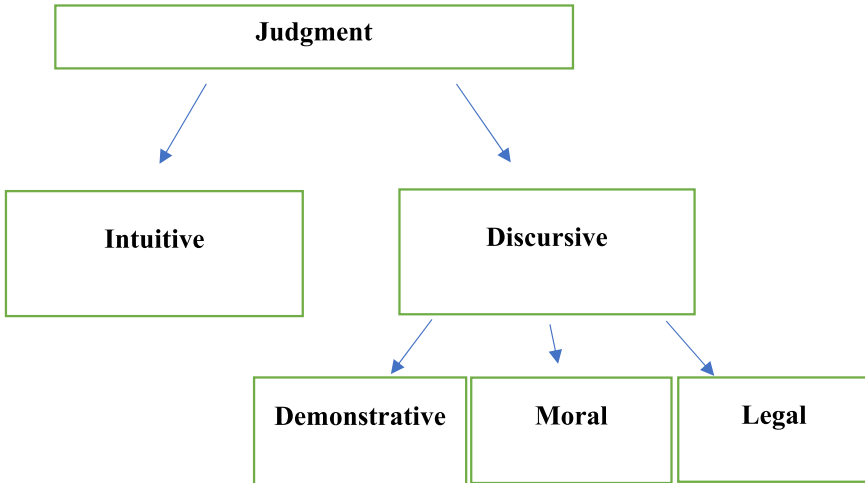 Judgment
Intuitive
Discursive
Demonstrative
Moral
Legal